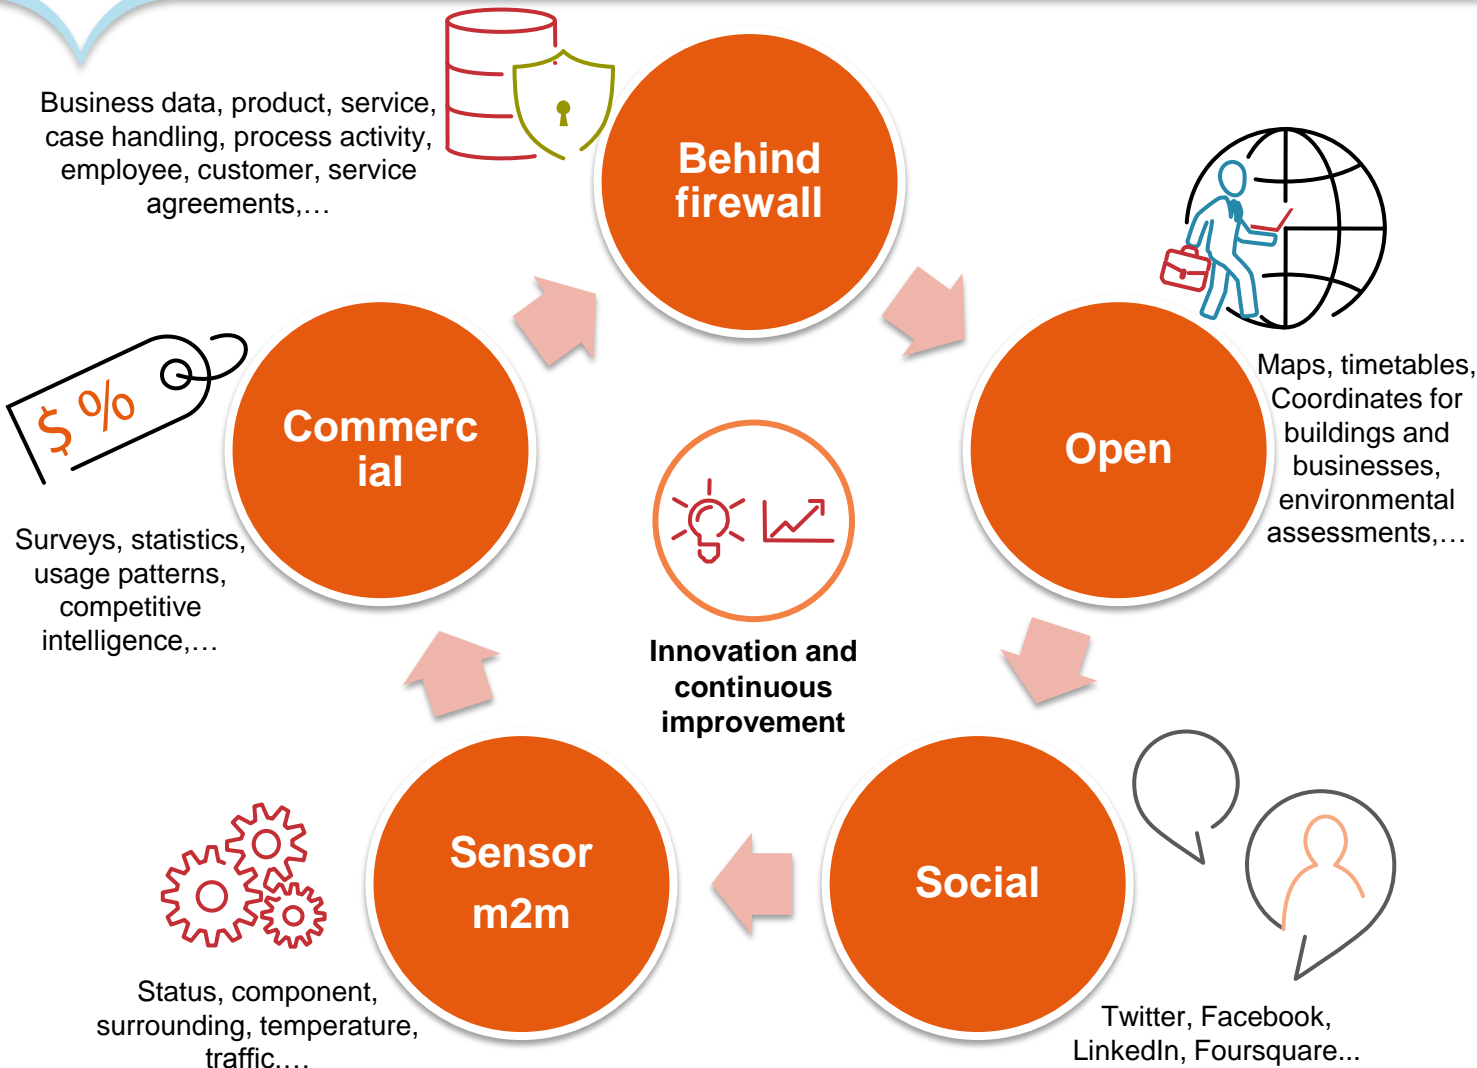 Business data, product, service,
case handling, process activity,
employee, customer, service
agreements,…
Behind
firewall
Maps, timetables,
Coordinates for
buildings and
businesses,
environmental
assessments,…
Open
$ %
Commerc
ial
Surveys, statistics,
usage patterns,
competitive
intelligence,…
Innovation and
continuous
improvement
Sensor
m2m
Status, component,
surrounding, temperature,
traffic,…
Social
Twitter, Facebook,
LinkedIn, Foursquare...